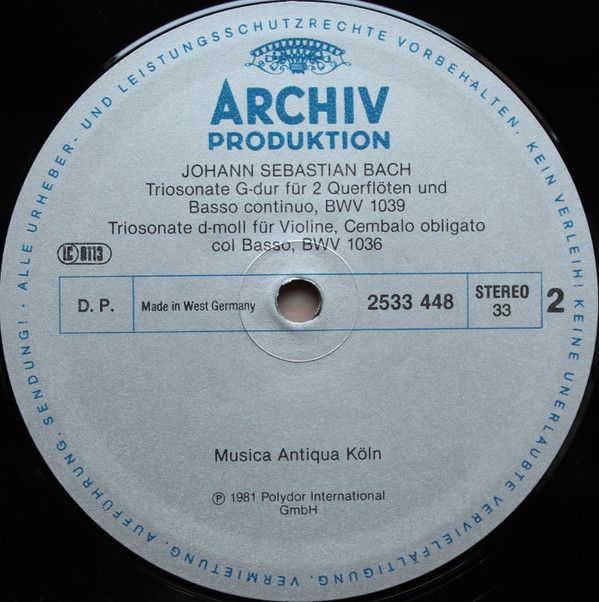 ALLE URHEBER- UND LEISTUNGSSCHUTZRECHTE VORBEHALTEN. KEIN VERLEIH! KEINE UNERLAUBTE VERVIELFÄLTIGUNG, VERMIETUNG, AUFFÜHRUNG, SENDUNG! ·
ARCHIV
PRODUKTION
JOHANN SEBASTIAN BACH
Triosonate G-dur für 2 Querflöten und
Basso continuo, BWV 1039
Triosonate d-moll für Violine, Cembalo obligato
col Basso, BWV 1036
LC 0113
D. P. Made in West Germany 2533 448 STEREO 2
33
Musica Antiqua Köln
Ⓟ 1981 Polydor International
GmbH